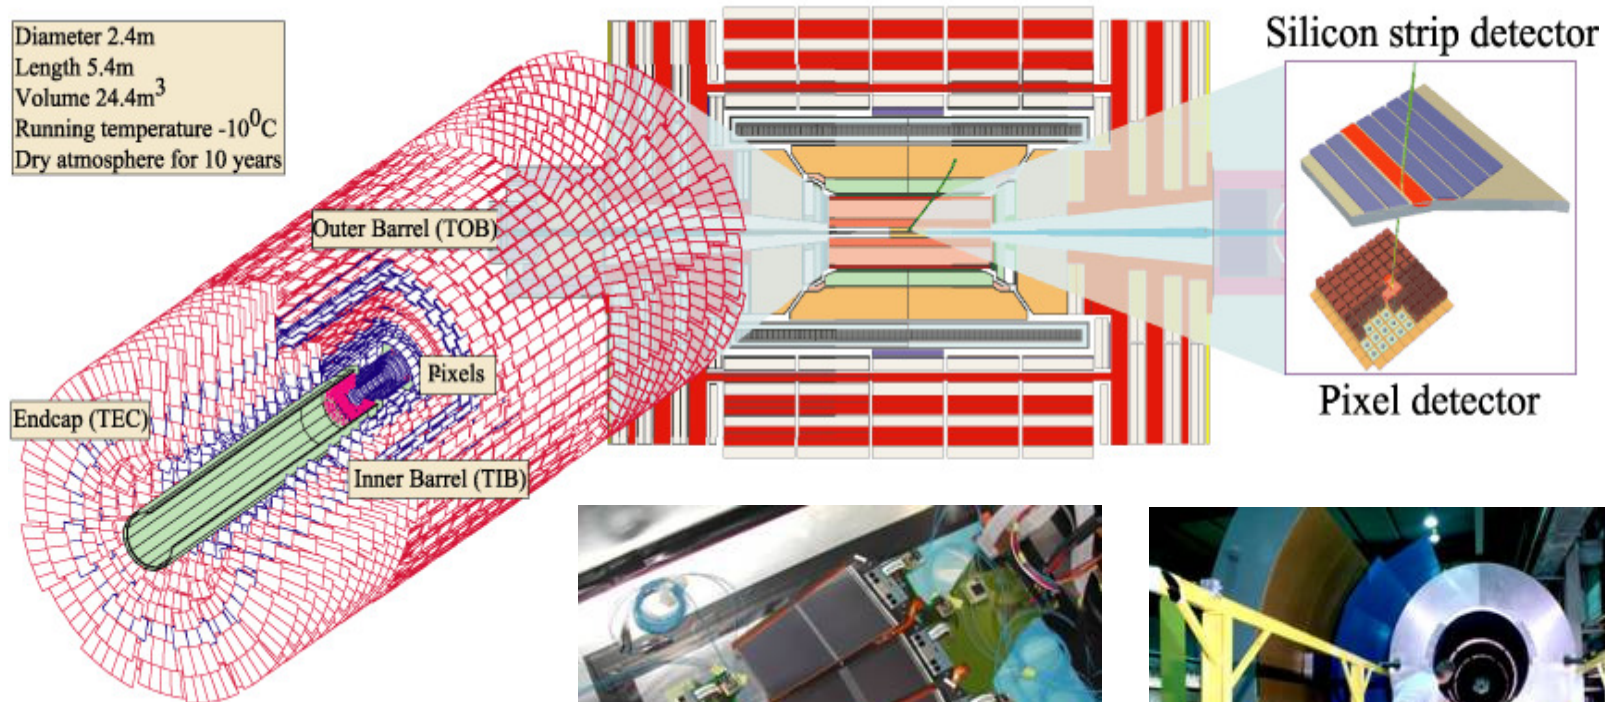 Diameter 2.4m
Length 5.4m
Volume 24.4m³
Running temperature -10⁰C
Dry atmosphere for 10 years
Silicon strip detector
Outer Barrel (TOB)
Pixels
Pixel detector
Endcap (TEC)
Inner Barrel (TIB)